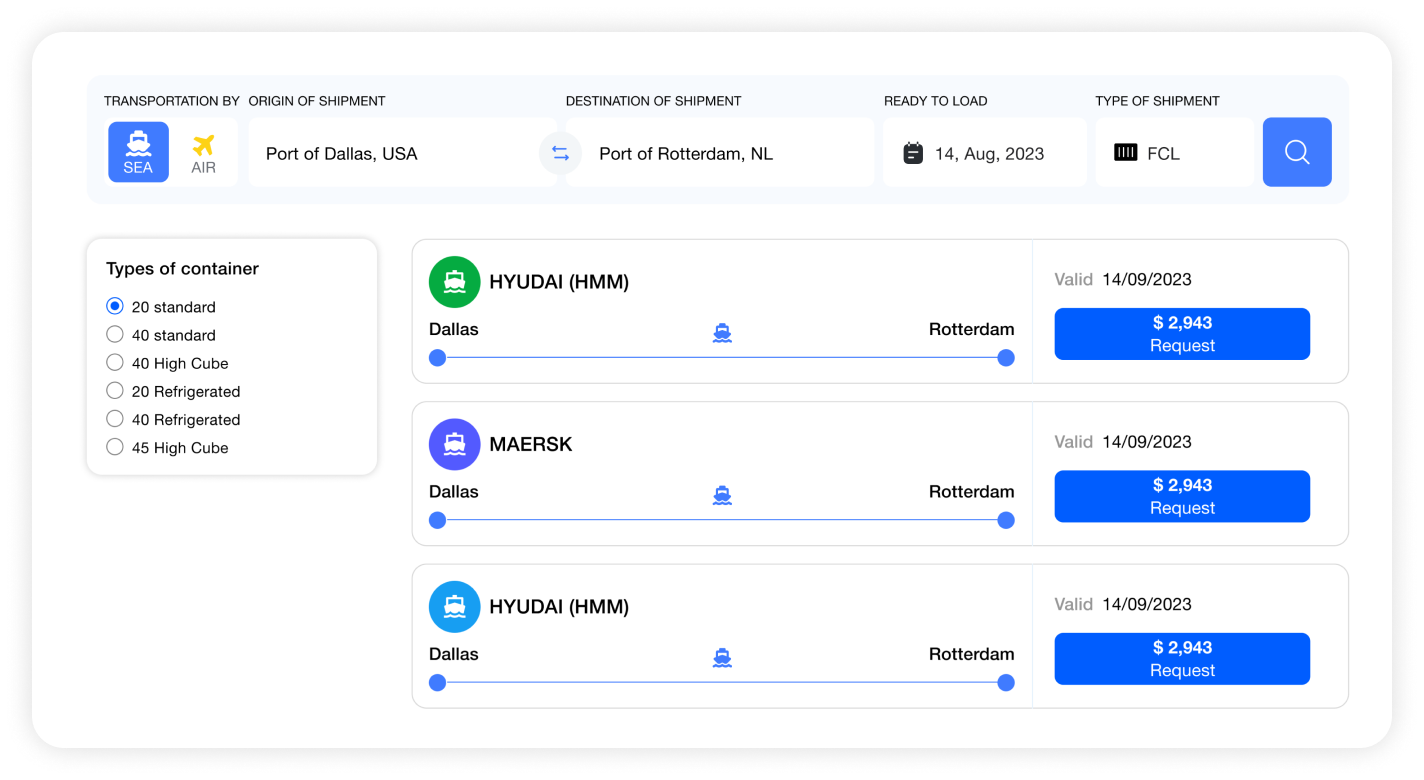 TRANSPORTATION BY ORIGIN OF SHIPMENT DESTINATION OF SHIPMENT READY TO LOAD TYPE OF SHIPMENT
SEA AIR Port of Dallas, USA Port of Rotterdam, NL 14, Aug, 2023 FCL
Types of container
20 standard
40 standard
40 High Cube
20 Refrigerated
40 Refrigerated
45 High Cube
HYUDAI (HMM)
Dallas Rotterdam
Valid 14/09/2023
$ 2,943
Request
MAERSK
Dallas Rotterdam
Valid 14/09/2023
$ 2,943
Request
HYUDAI (HMM)
Dallas Rotterdam
Valid 14/09/2023
$ 2,943
Request